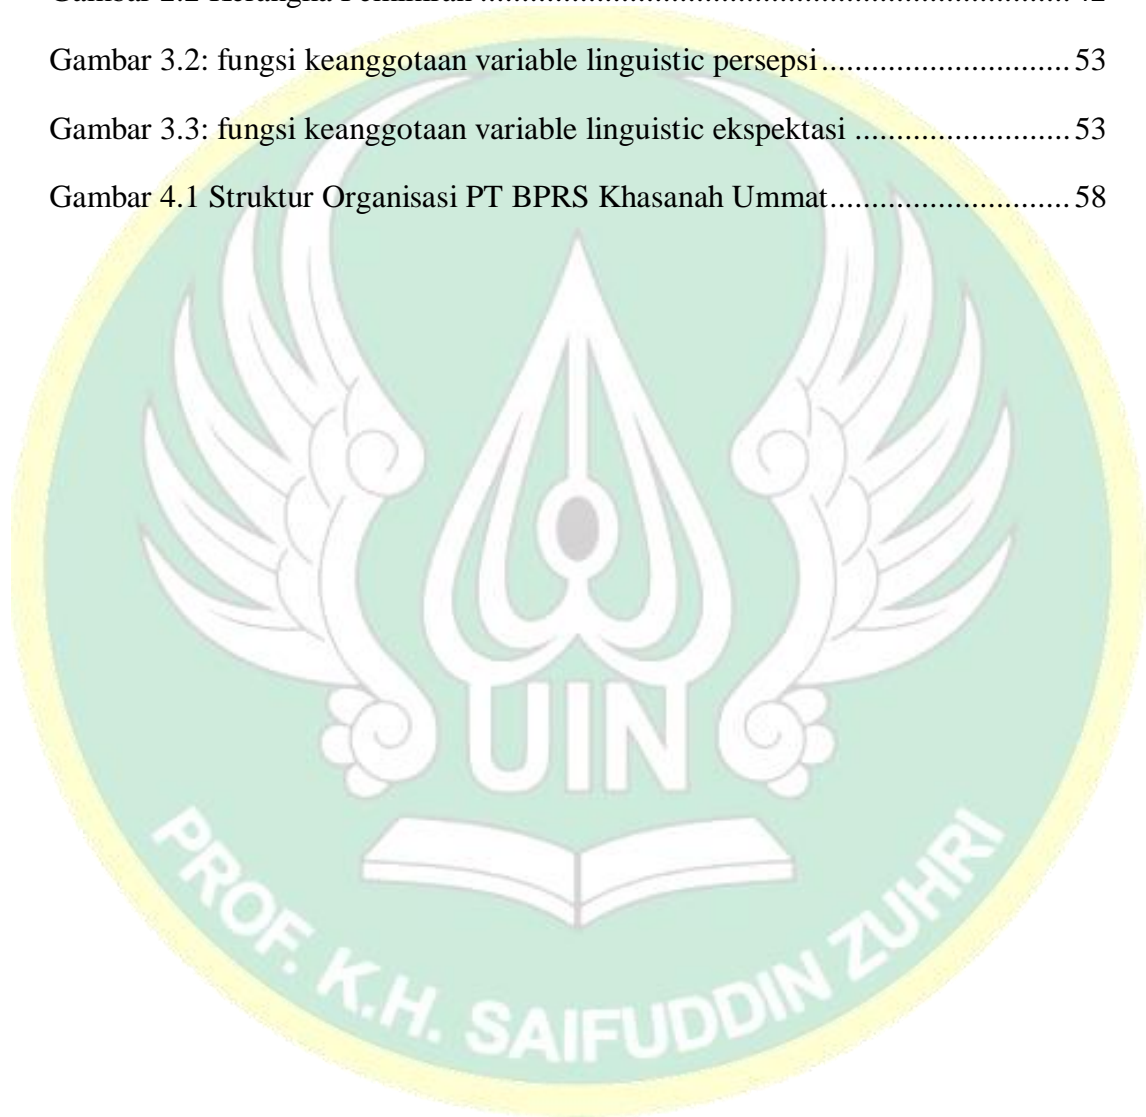 Gambar 3.2: fungsi keanggotaan variable linguistic persepsi............................. 53
Gambar 3.3: fungsi keanggotaan variable linguistic ekspektasi ......................... 53
Gambar 4.1 Struktur Organisasi PT BPRS Khasanah Ummat............................ 58
UIN
PROF. K.H. SAIFUDDIN ZUHRI